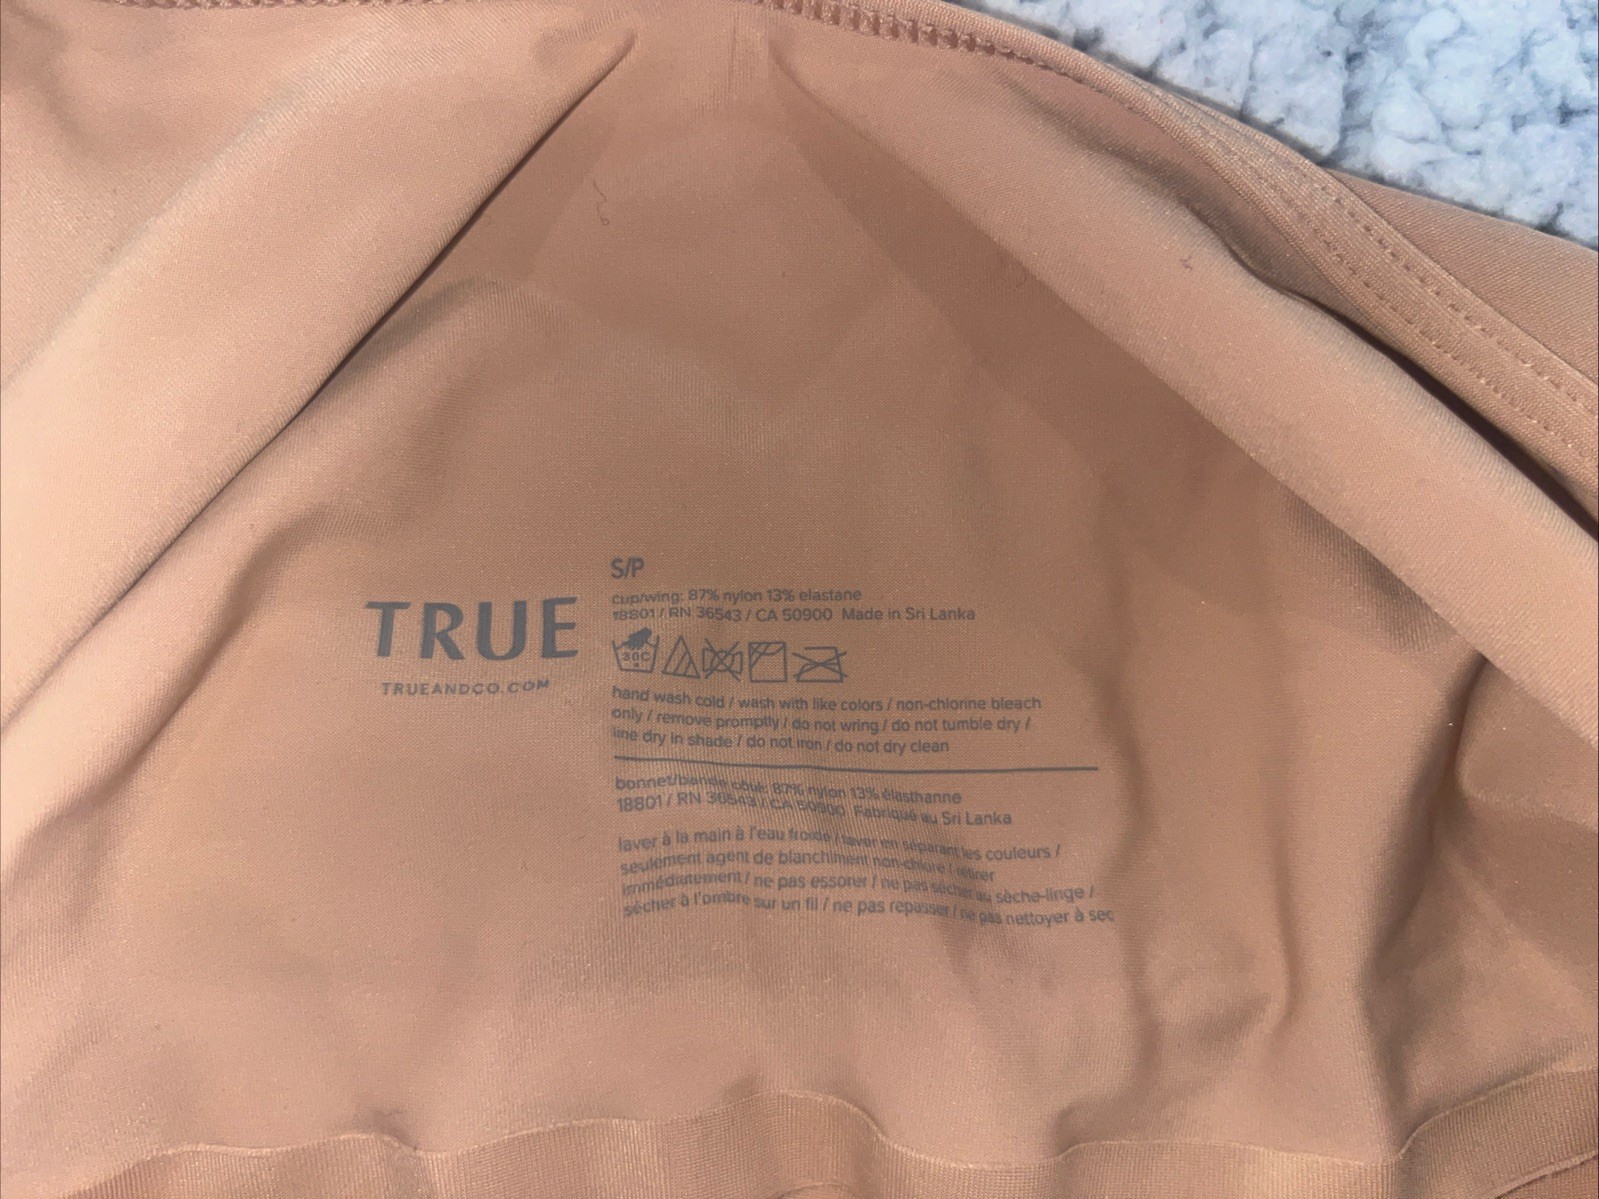 TRUE
TRUEANDCO.COM
S/P
cup/wing: 87% nylon 13% elastane
18801 / RN 36543 / CA 50900 Made in Sri Lanka
30C
hand wash cold / wash with like colors / non-chlorine bleach
only / remove promptly / do not wring / do not tumble dry /
line dry in shade / do not iron / do not dry clean
bonnet/bande 87% nylon 13% élasthanne
18801 / RN 36543 / CA 50900 Fabriqué au Sri Lanka
laver à la main à l'eau froide / laver en séparant les couleurs /
seulement agent de blanchiment non-chlore / retirer
immédiatement / ne pas essorer / ne pas sécher au sèche-linge /
sécher à l'ombre sur un fil / ne pas repasser / ne pas nettoyer à sec